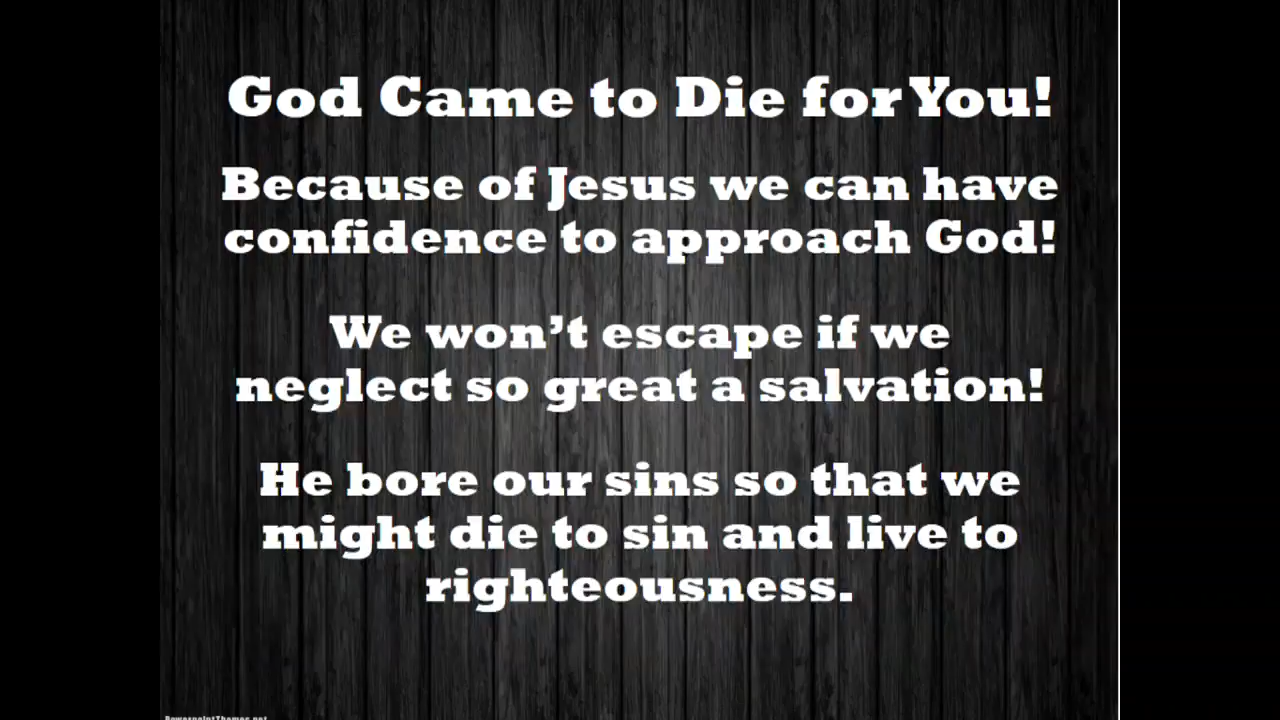 God Came to Die for You!
Because of Jesus we can have
confidence to approach God!
We won’t escape if we
neglect so great a salvation!
He bore our sins so that we
might die to sin and live to
righteousness.
PowerpointThemes.net